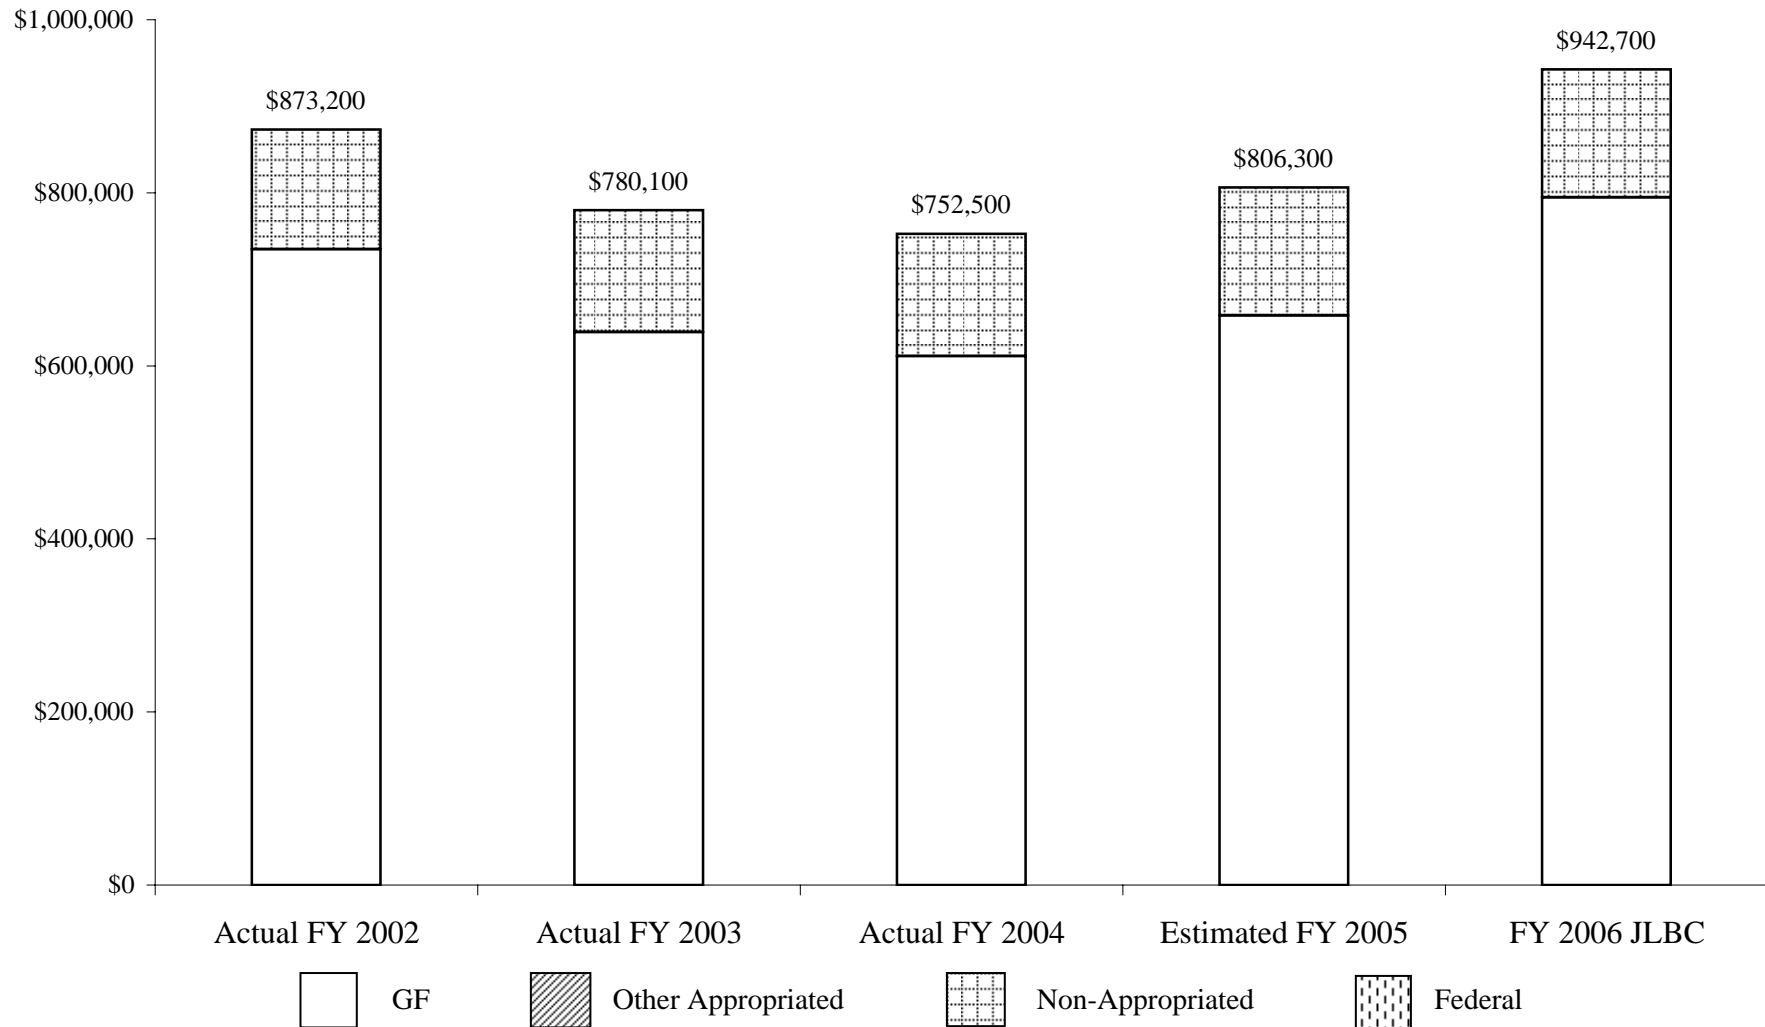 $1,000,000
$942,700
$873,200
$806,300
$800,000
$780,100
$752,500
$600,000
$400,000
$200,000
$0
Actual FY 2002
Actual FY 2003
Actual FY 2004
Estimated FY 2005
FY 2006 JLBC
GF
Other Appropriated
Non-Appropriated
Federal